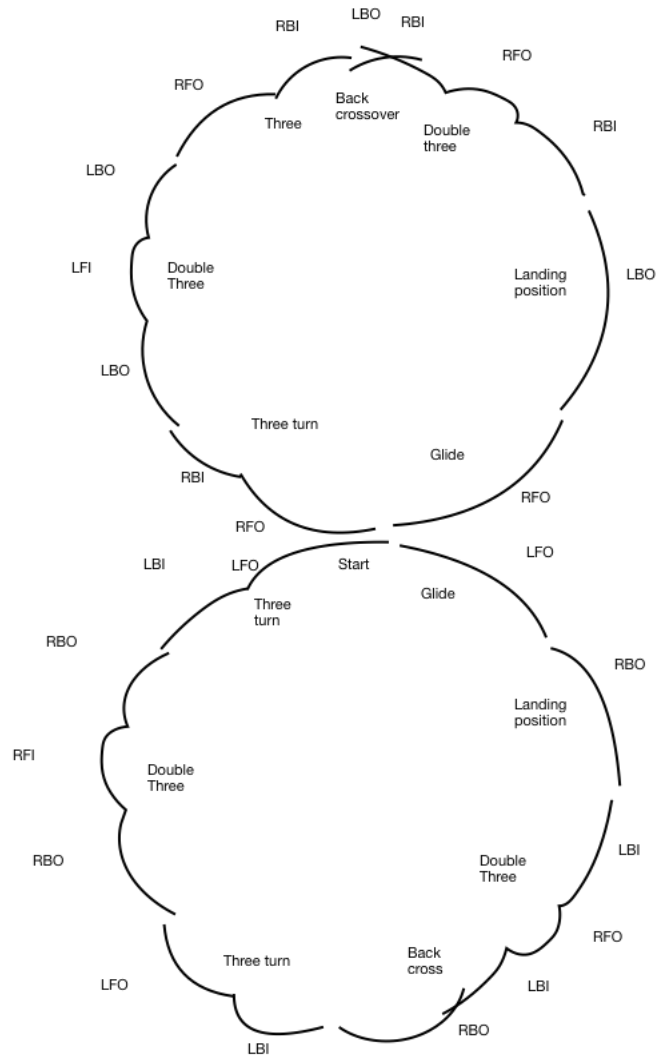 LBO
RBI
RBI
RFO
RFO
Back
crossover
Three
Double
three
RBI
LBO
LFI
Double
Three
Landing
position
LBO
LBO
Three turn
Glide
RBI
RFO
RFO
LFO
LBI
LFO
Start
Glide
Three
turn
RBO
RBO
Landing
position
RFI
Double
Three
RBO
Double
Three
LBI
RFO
Three turn
Back
cross
LFO
LBI
RBO
LBI